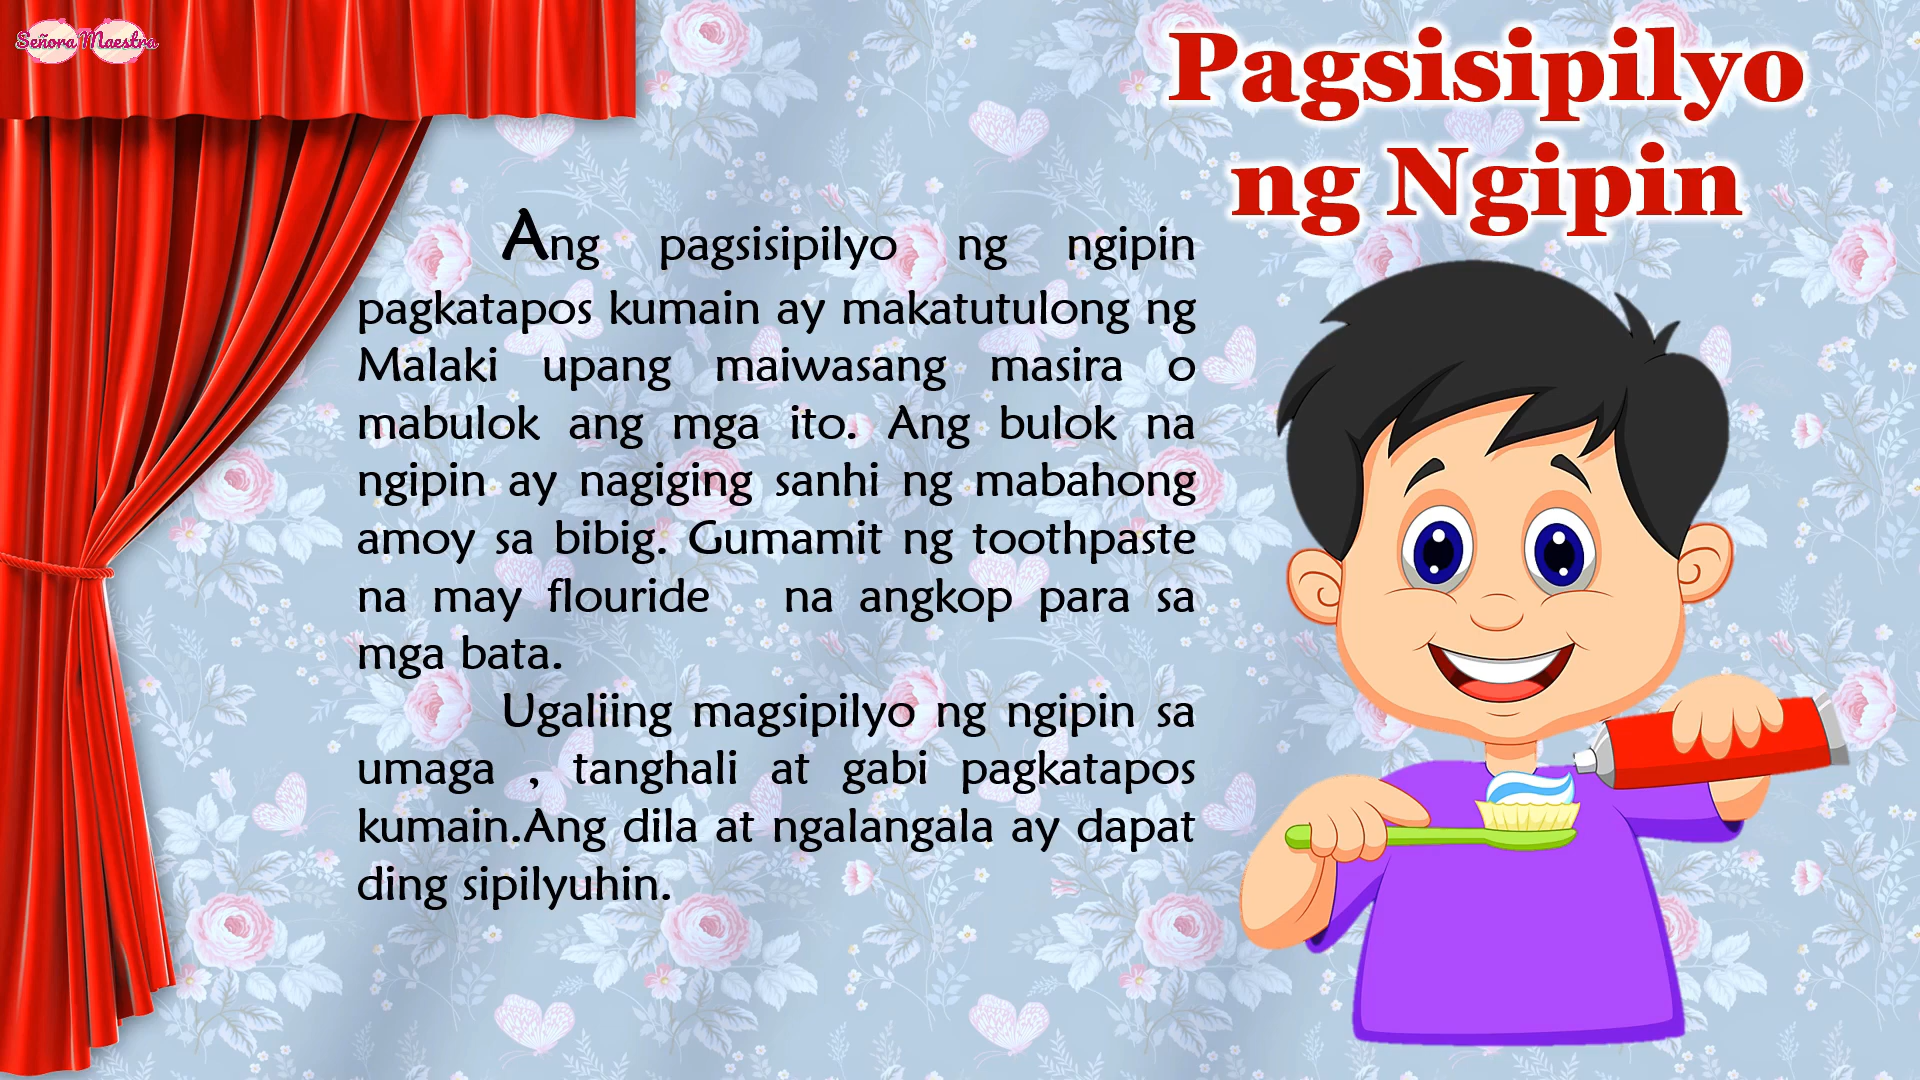 Señora Maestra
Pagsisipilyo
ng Ngipin
Ang pagsisipilyo ng ngipin
pagkatapos kumain ay makatutulong ng
Malaki upang maiwasang masira o
mabulok ang mga ito. Ang bulok na
ngipin ay nagiging sanhi ng mabahong
amoy sa bibig. Gumamit ng toothpaste
na may flouride na angkop para sa
mga bata.
Ugaliing magsipilyo ng ngipin sa
umaga , tanghali at gabi pagkatapos
kumain.Ang dila at ngalangala ay dapat
ding sipilyuhin.